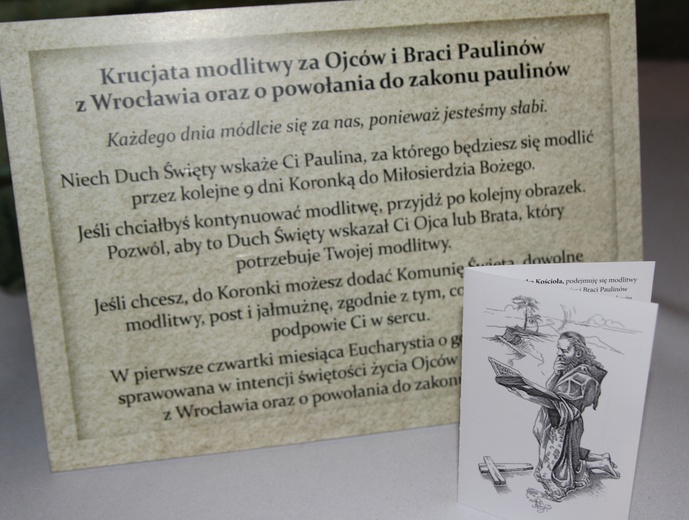 Krucjata modlitwy za Ojców i Braci Paulinów
z Wrocławia oraz o powołania do zakonu paulinów
Każdego dnia módlcie się za nas, ponieważ jesteśmy słabi.
Niech Duch Święty wskaże Ci Paulina, za którego będziesz się modlić
przez kolejne 9 dni Koronką do Miłosierdzia Bożego.
Jeśli chciałbyś kontynuować modlitwę, przyjdź po kolejny obrazek.
Pozwól, aby to Duch Święty wskazał Ci Ojca lub Brata, który
potrzebuje Twojej modlitwy.
Jeśli chcesz, do Koronki możesz dodać Komunię Świętą, dowolne
modlitwy, post i jałmużnę, zgodnie z tym, co
podpowie Ci w sercu.
W pierwsze czwartki miesiąca Eucharystia o
sprawowana w intencji świętości życia Ojców
z Wrocławia oraz o powołania do
Kościoła, podejmuję się modlitwy
i Braci Paulinów